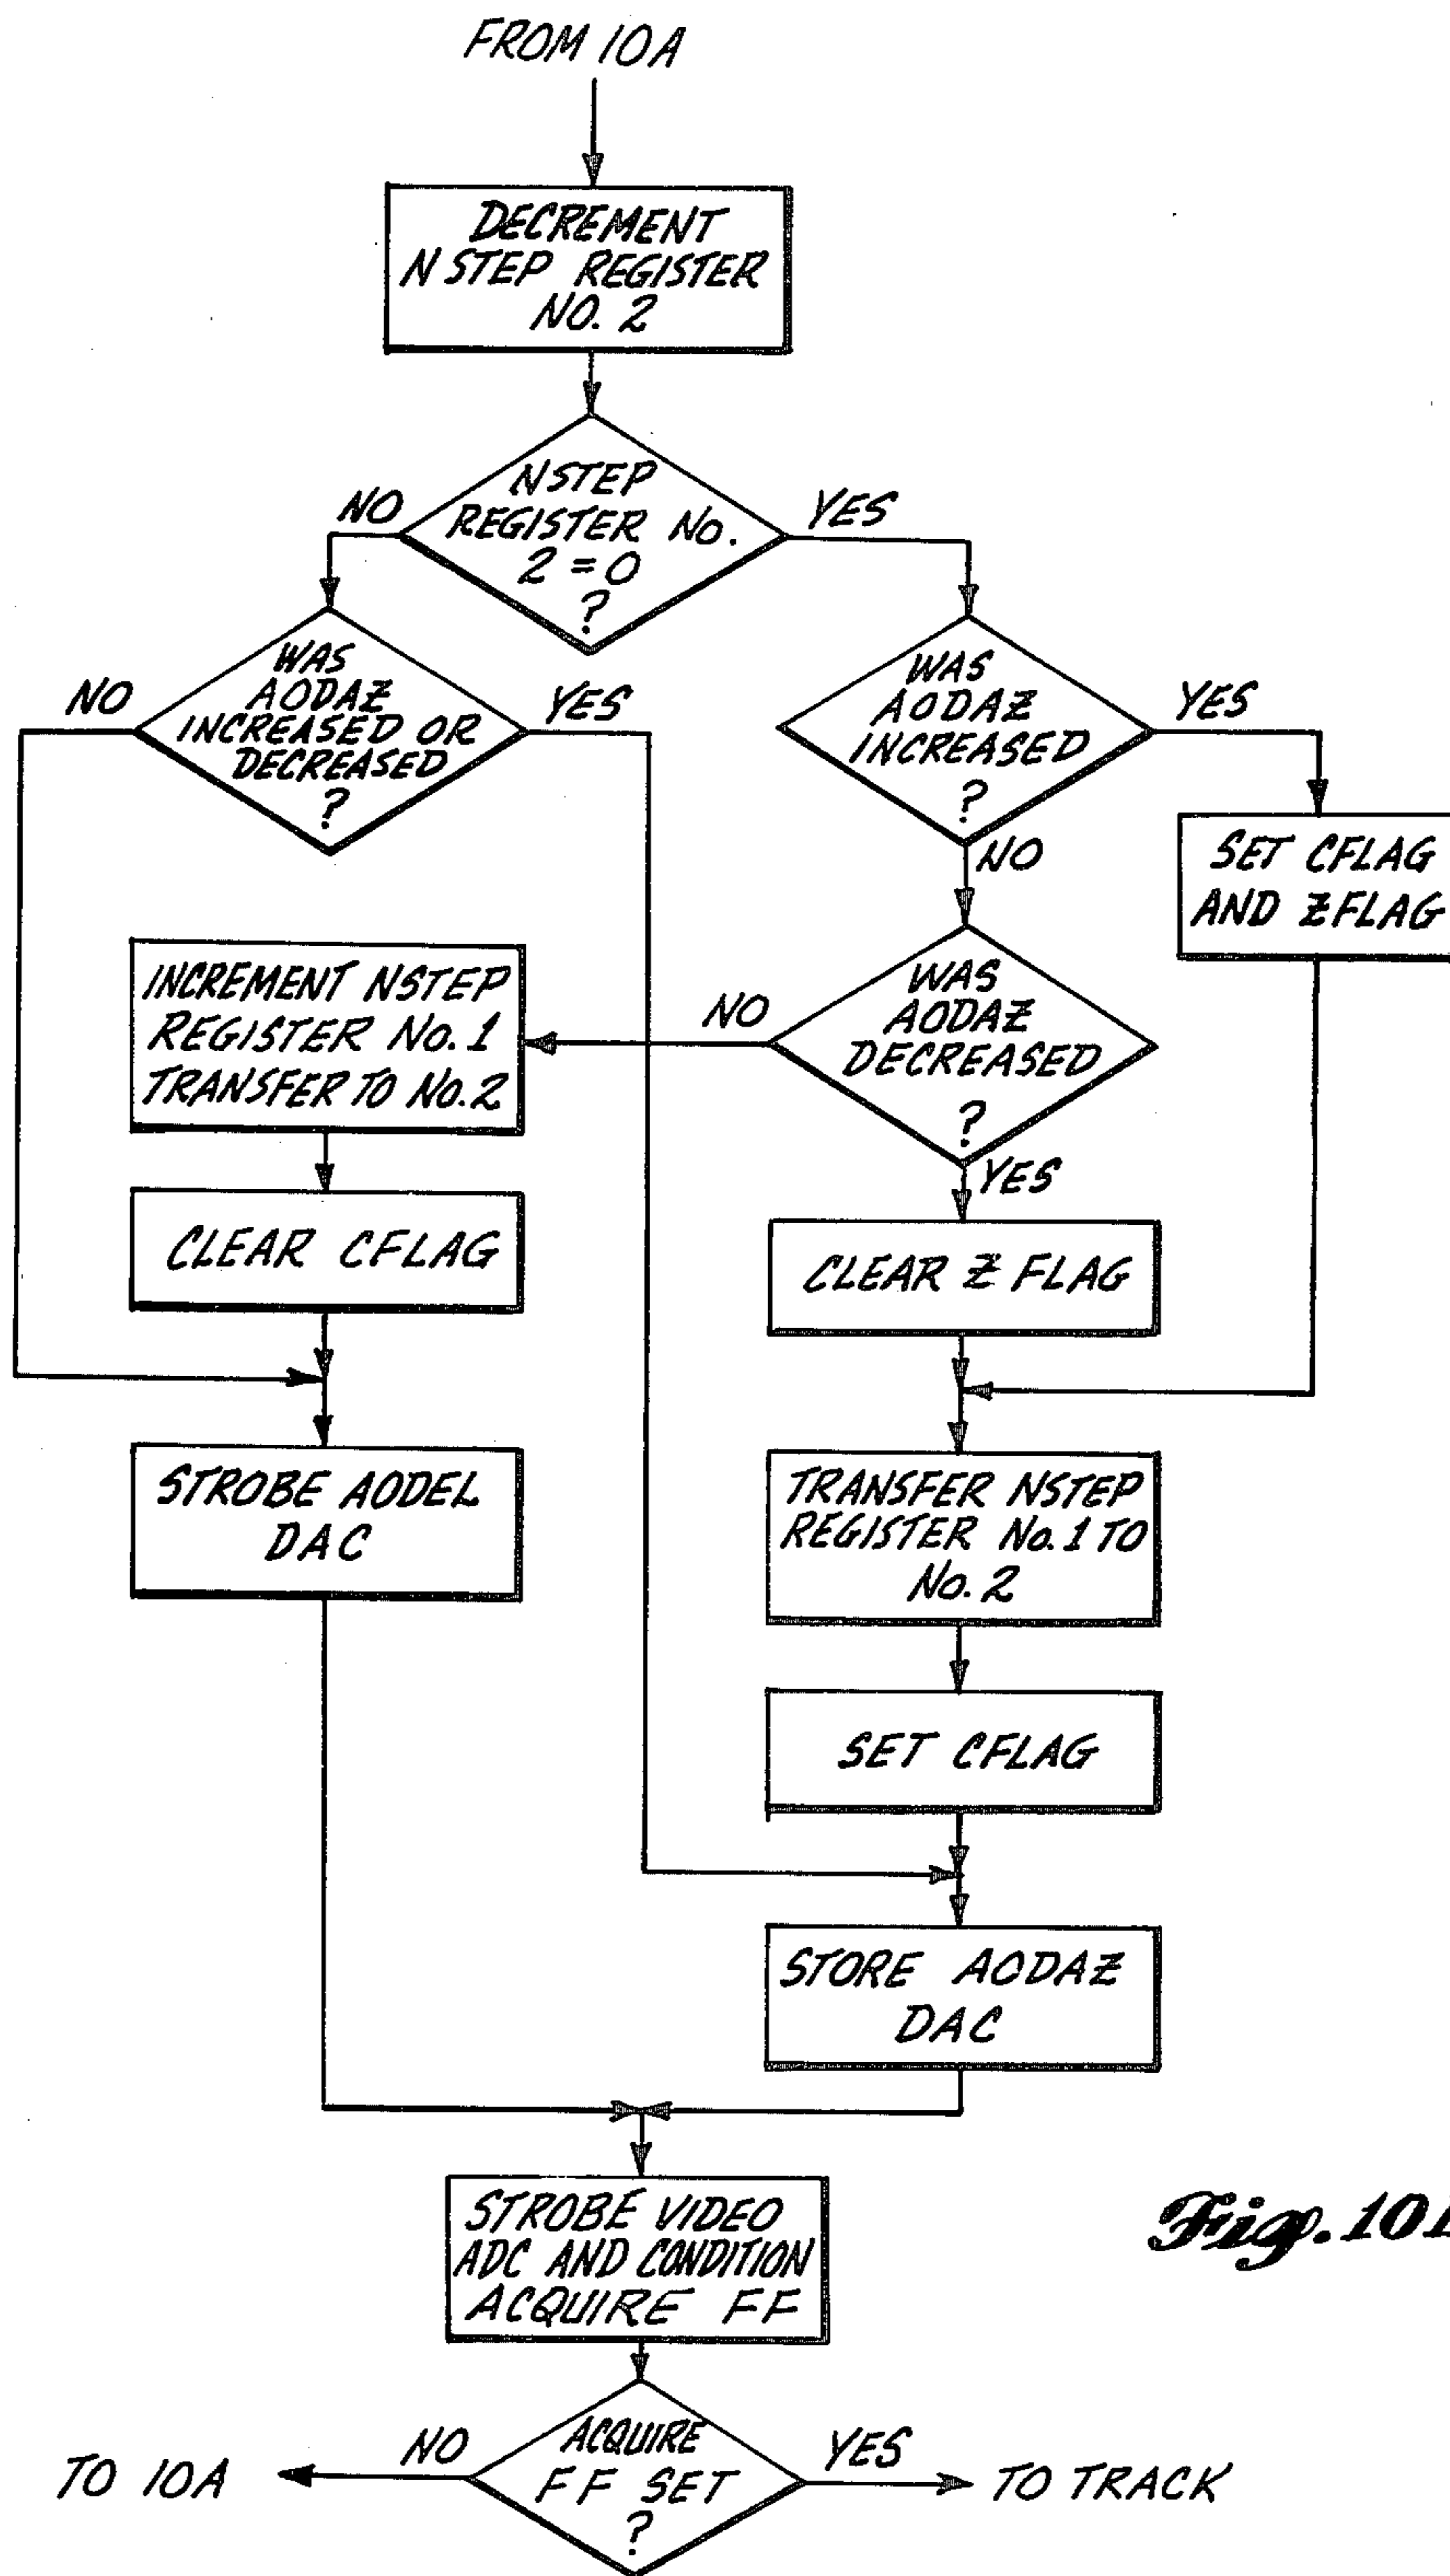 FROM 10A
DECREMENT
N STEP REGISTER
NO. 2
NSTEP
REGISTER No.
2 = 0
?
NO
YES
WAS
AODAZ
INCREASED OR
DECREASED
?
NO
YES
WAS
AODAZ
INCREASED
?
YES
NO
SET CFLAG
AND ZFLAG
INCREMENT NSTEP
REGISTER No. 1
TRANSFER TO No. 2
NO
WAS
AODAZ
DECREASED
?
YES
CLEAR CFLAG
CLEAR Z FLAG
STROBE AODEL
DAC
TRANSFER NSTEP
REGISTER No. 1 TO
No. 2
SET CFLAG
STORE AODAZ
DAC
STROBE VIDEO
ADC AND CONDITION
ACQUIRE FF
Fig. 10
ACQUIRE
FF SET
?
NO
YES
TO 10A
TO TRACK